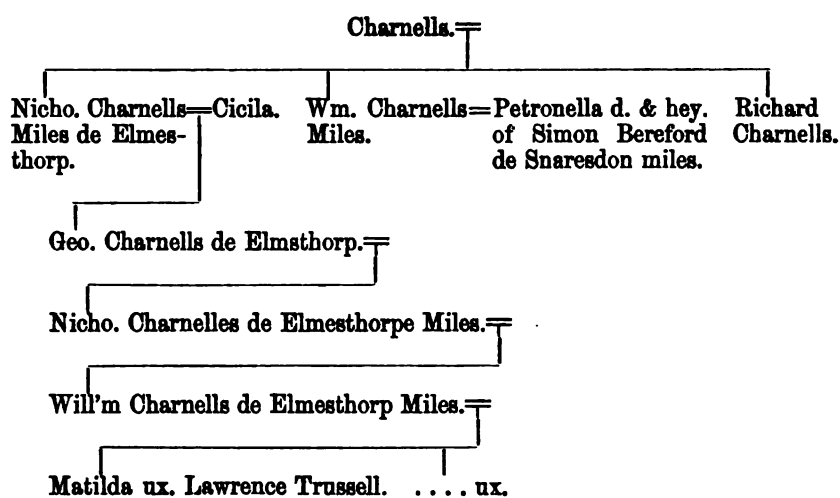 Charnells.=
Nicho. Charnells=Cicila.
Miles de Elmes-
thorp.
Wm. Charnells=Petronella d. & hey.
Miles.
of Simon Bereford
de Snaresdon miles.
Richard
Charnells.
Geo. Charnells de Elmsthorp.=
Nicho. Charnelles de Elmesthorpe Miles.=
Will'm Charnells de Elmesthorp Miles.=
Matilda ux. Lawrence Trussell. .... ux.